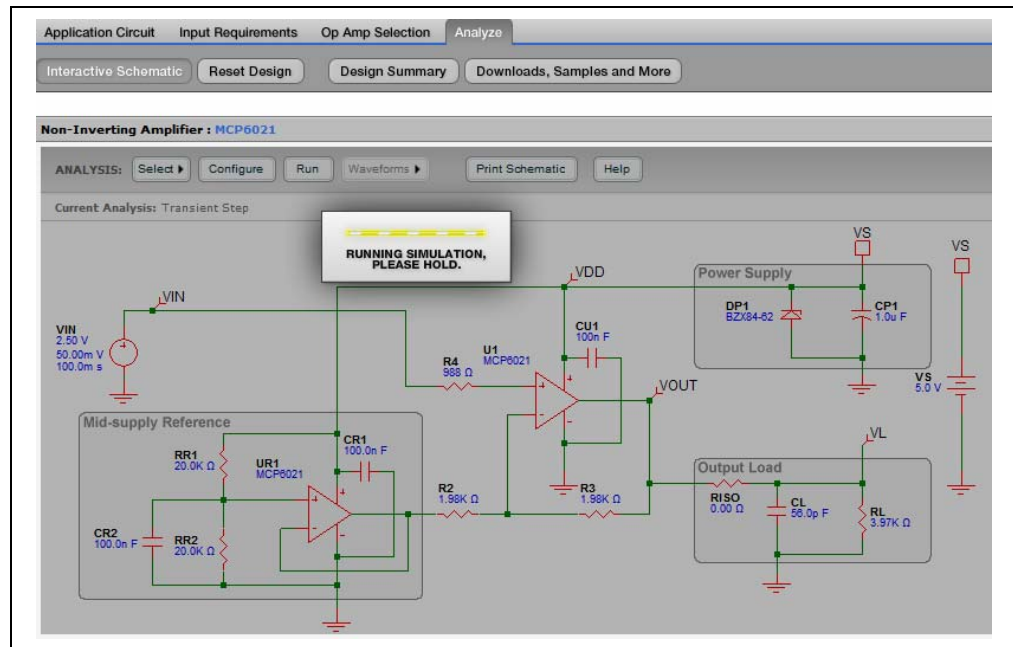 Application Circuit Input Requirements Op Amp Selection Analyze
Interactive Schematic Reset Design Design Summary Downloads, Samples and More
Non-Inverting Amplifier : MCP6021
ANALYSIS: Select Configure Run Waveforms Print Schematic Help
Current Analysis: Transient Step
RUNNING SIMULATION,
PLEASE HOLD.
VIN
VIN
2.50 V
50.00m V
100.0m s
VDD
R4
988 Ω
U1
MCP6021
CU1
100n F
VOUT
Power Supply
VS
DP1
BZX84-62
CP1
1.0u F
VS
VS
5.0 V
Mid-supply Reference
RR1
20.0K Ω
UR1
MCP6021
CR1
100.0n F
CR2
100.0n F
RR2
20.0K Ω
R2
1.98K Ω
R3
1.98K Ω
VL
Output Load
RISO
0.00 Ω
CL
56.0p F
RL
3.97K Ω